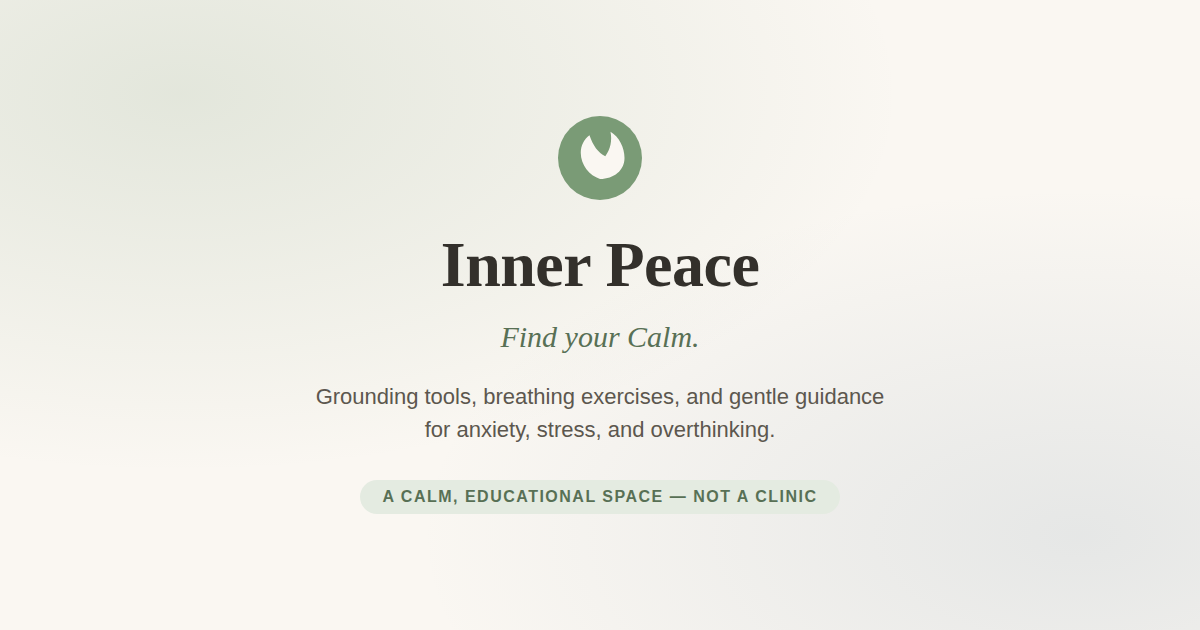 Inner Peace
Find your Calm.
Grounding tools, breathing exercises, and gentle guidance
for anxiety, stress, and overthinking.
A CALM, EDUCATIONAL SPACE — NOT A CLINIC